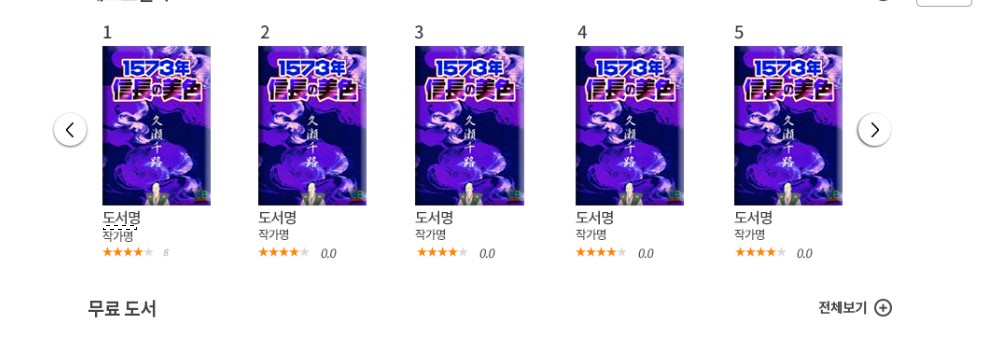 1
2
3
4
5
1573年
信長の美色
久瀬千路
1573年
信長の美色
久瀬千路
1573年
信長の美色
久瀬千路
1573年
信長の美色
久瀬千路
1573年
信長の美色
久瀬千路
도서명
도서명
도서명
도서명
도서명
작가명
작가명
작가명
작가명
작가명
8
0.0
0.0
0.0
0.0
무료 도서
전체보기